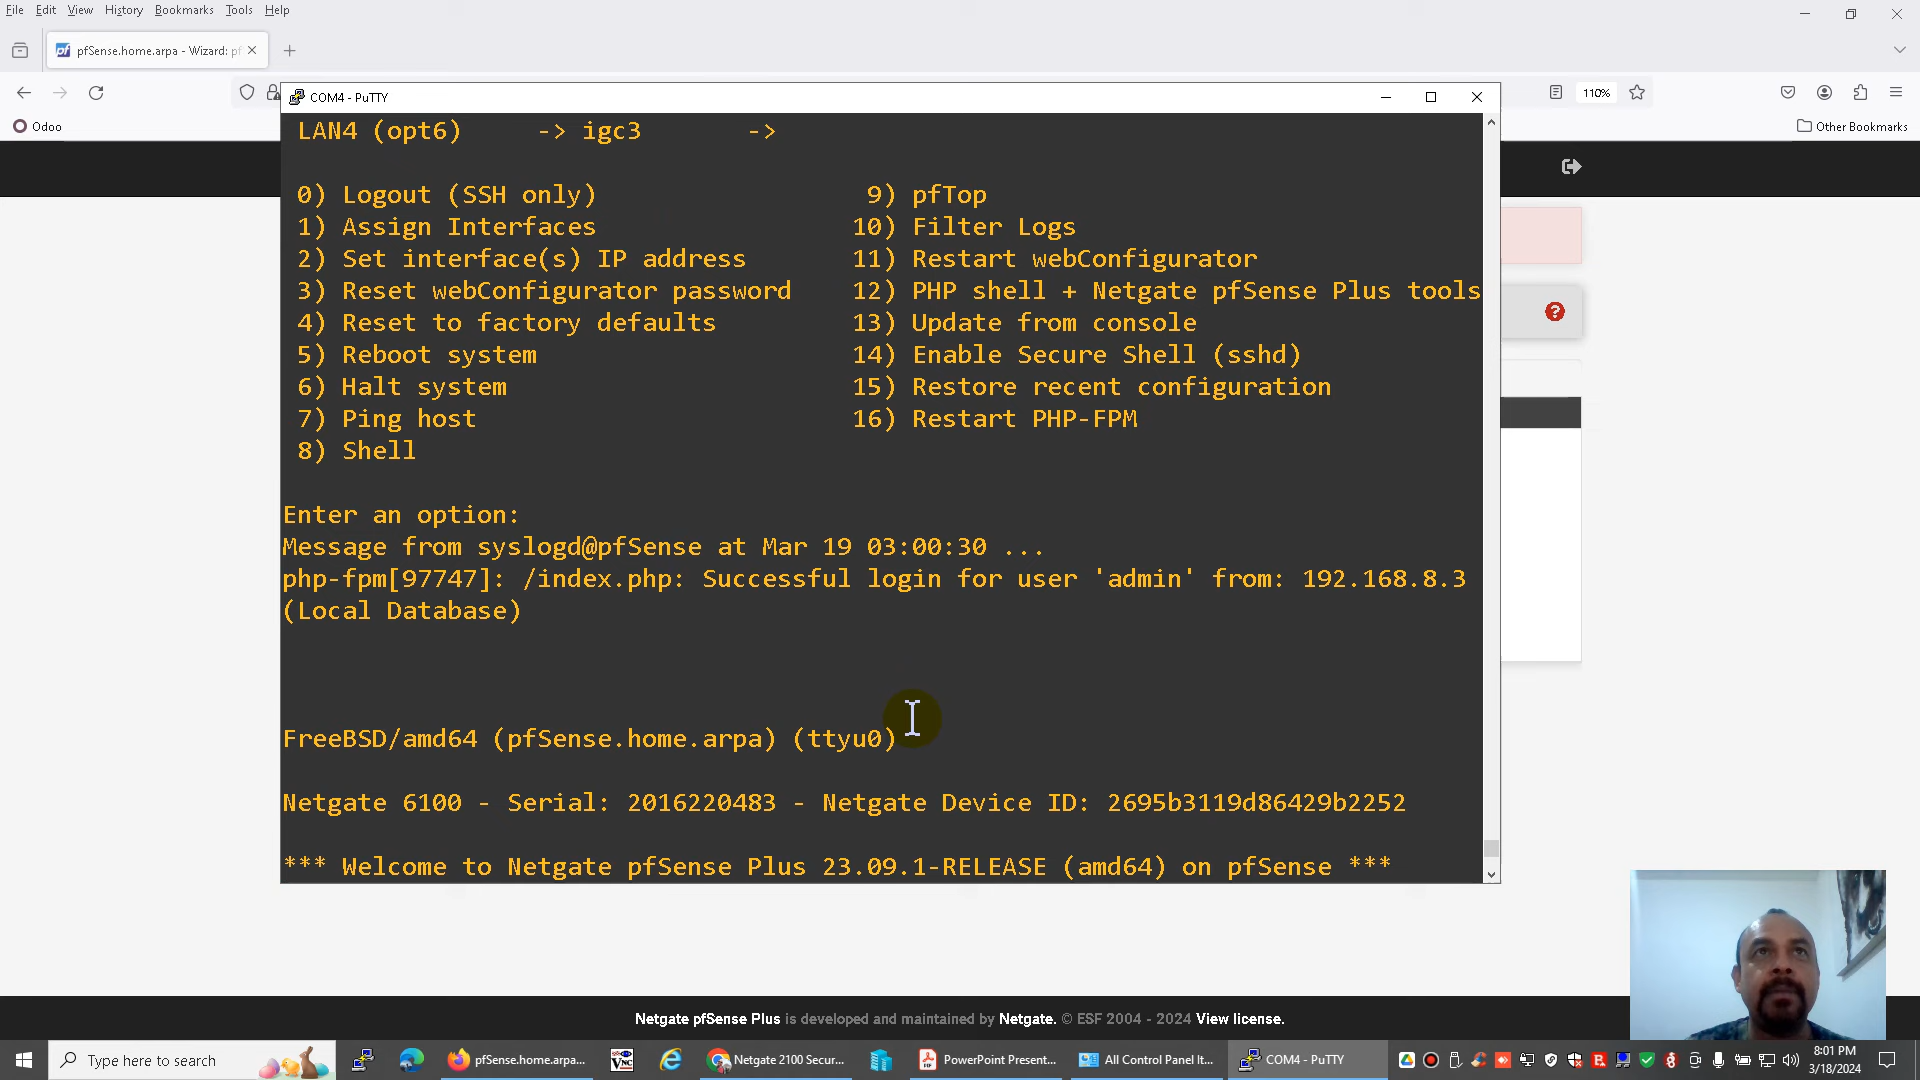 File Edit View History Bookmarks Tools Help
pfSense.home.arpa - Wizard: pf
110%
Odoo
Other Bookmarks
COM4 - PuTTY
LAN4 (opt6) -> igc3 ->
0) Logout (SSH only) 9) pfTop
1) Assign Interfaces 10) Filter Logs
2) Set interface(s) IP address 11) Restart webConfigurator
3) Reset webConfigurator password 12) PHP shell + Netgate pfSense Plus tools
4) Reset to factory defaults 13) Update from console
5) Reboot system 14) Enable Secure Shell (sshd)
6) Halt system 15) Restore recent configuration
7) Ping host 16) Restart PHP-FPM
8) Shell
Enter an option:
Message from syslogd@pfSense at Mar 19 03:00:30 ...
php-fpm[97747]: /index.php: Successful login for user 'admin' from: 192.168.8.3
(Local Database)
FreeBSD/amd64 (pfSense.home.arpa) (ttyu0)
Netgate 6100 - Serial: 2016220483 - Netgate Device ID: 2695b3119d86429b2252
*** Welcome to Netgate pfSense Plus 23.09.1-RELEASE (amd64) on pfSense ***
Netgate pfSense Plus is developed and maintained by Netgate. © ESF 2004 - 2024 View license.
Type here to search
pfSense.home.arpa...
Netgate 2100 Secur...
PowerPoint Present...
All Control Panel It...
COM4 - PuTTY
8:01 PM
3/18/2024